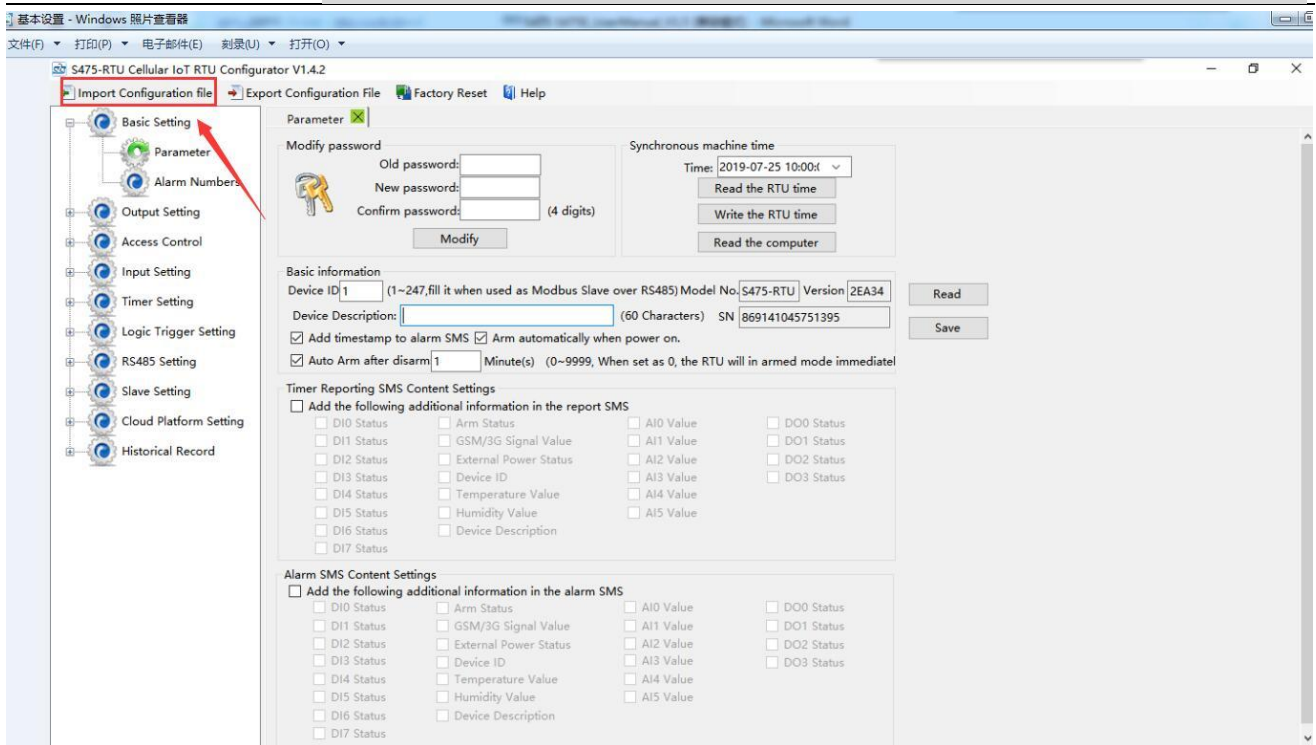 基本设置 - Windows 照片查看器
文件(F) 打印(P) 电子邮件(E) 刻录(U) 打开(O)
S475-RTU Cellular IoT RTU Configurator V1.4.2
Import Configuration file Export Configuration File Factory Reset Help
Basic Setting
Parameter
Alarm Numbers
Output Setting
Access Control
Input Setting
Timer Setting
Logic Trigger Setting
RS485 Setting
Slave Setting
Cloud Platform Setting
Historical Record
Parameter
Modify password
Old password:
New password:
Confirm password: (4 digits)
Modify
Synchronous machine time
Time: 2019-07-25 10:00:(
Read the RTU time
Write the RTU time
Read the computer
Basic information
Device ID 1 (1~247,fill it when used as Modbus Slave over RS485) Model No. S475-RTU Version 2EA34
Device Description: (60 Characters) SN 869141045751395
Add timestamp to alarm SMS Arm automatically when power on.
Auto Arm after disarm 1 Minute(s) (0~9999, When set as 0, the RTU will in armed mode immediatel
Read
Save
Timer Reporting SMS Content Settings
Add the following additional information in the report SMS
DI0 Status Arm Status AI0 Value DO0 Status
DI1 Status GSM/3G Signal Value AI1 Value DO1 Status
DI2 Status External Power Status AI2 Value DO2 Status
DI3 Status Device ID AI3 Value DO3 Status
DI4 Status Temperature Value AI4 Value
DI5 Status Humidity Value AI5 Value
DI6 Status Device Description
DI7 Status
Alarm SMS Content Settings
Add the following additional information in the alarm SMS
DI0 Status Arm Status AI0 Value DO0 Status
DI1 Status GSM/3G Signal Value AI1 Value DO1 Status
DI2 Status External Power Status AI2 Value DO2 Status
DI3 Status Device ID AI3 Value DO3 Status
DI4 Status Temperature Value AI4 Value
DI5 Status Humidity Value AI5 Value
DI6 Status Device Description
DI7 Status